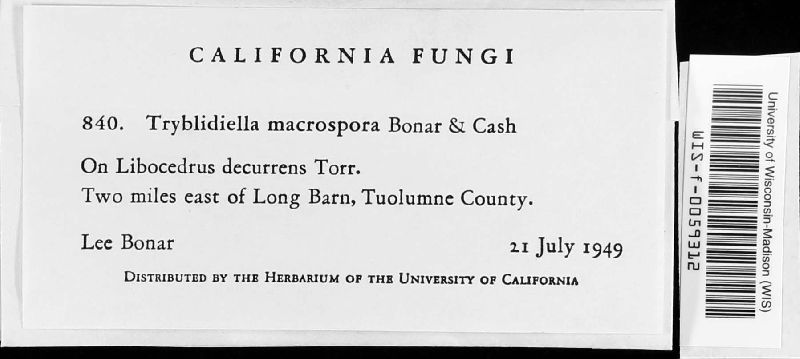 CALIFORNIA FUNGI
840. Tryblidiella macrospora Bonar & Cash
On Libocedrus decurrens Torr.
Two miles east of Long Barn, Tuolumne County.
Lee Bonar 21 July 1949
DISTRIBUTED BY THE HERBARIUM OF THE UNIVERSITY OF CALIFORNIA
University of Wisconsin-Madison (WIS)
WIS-f-0059312